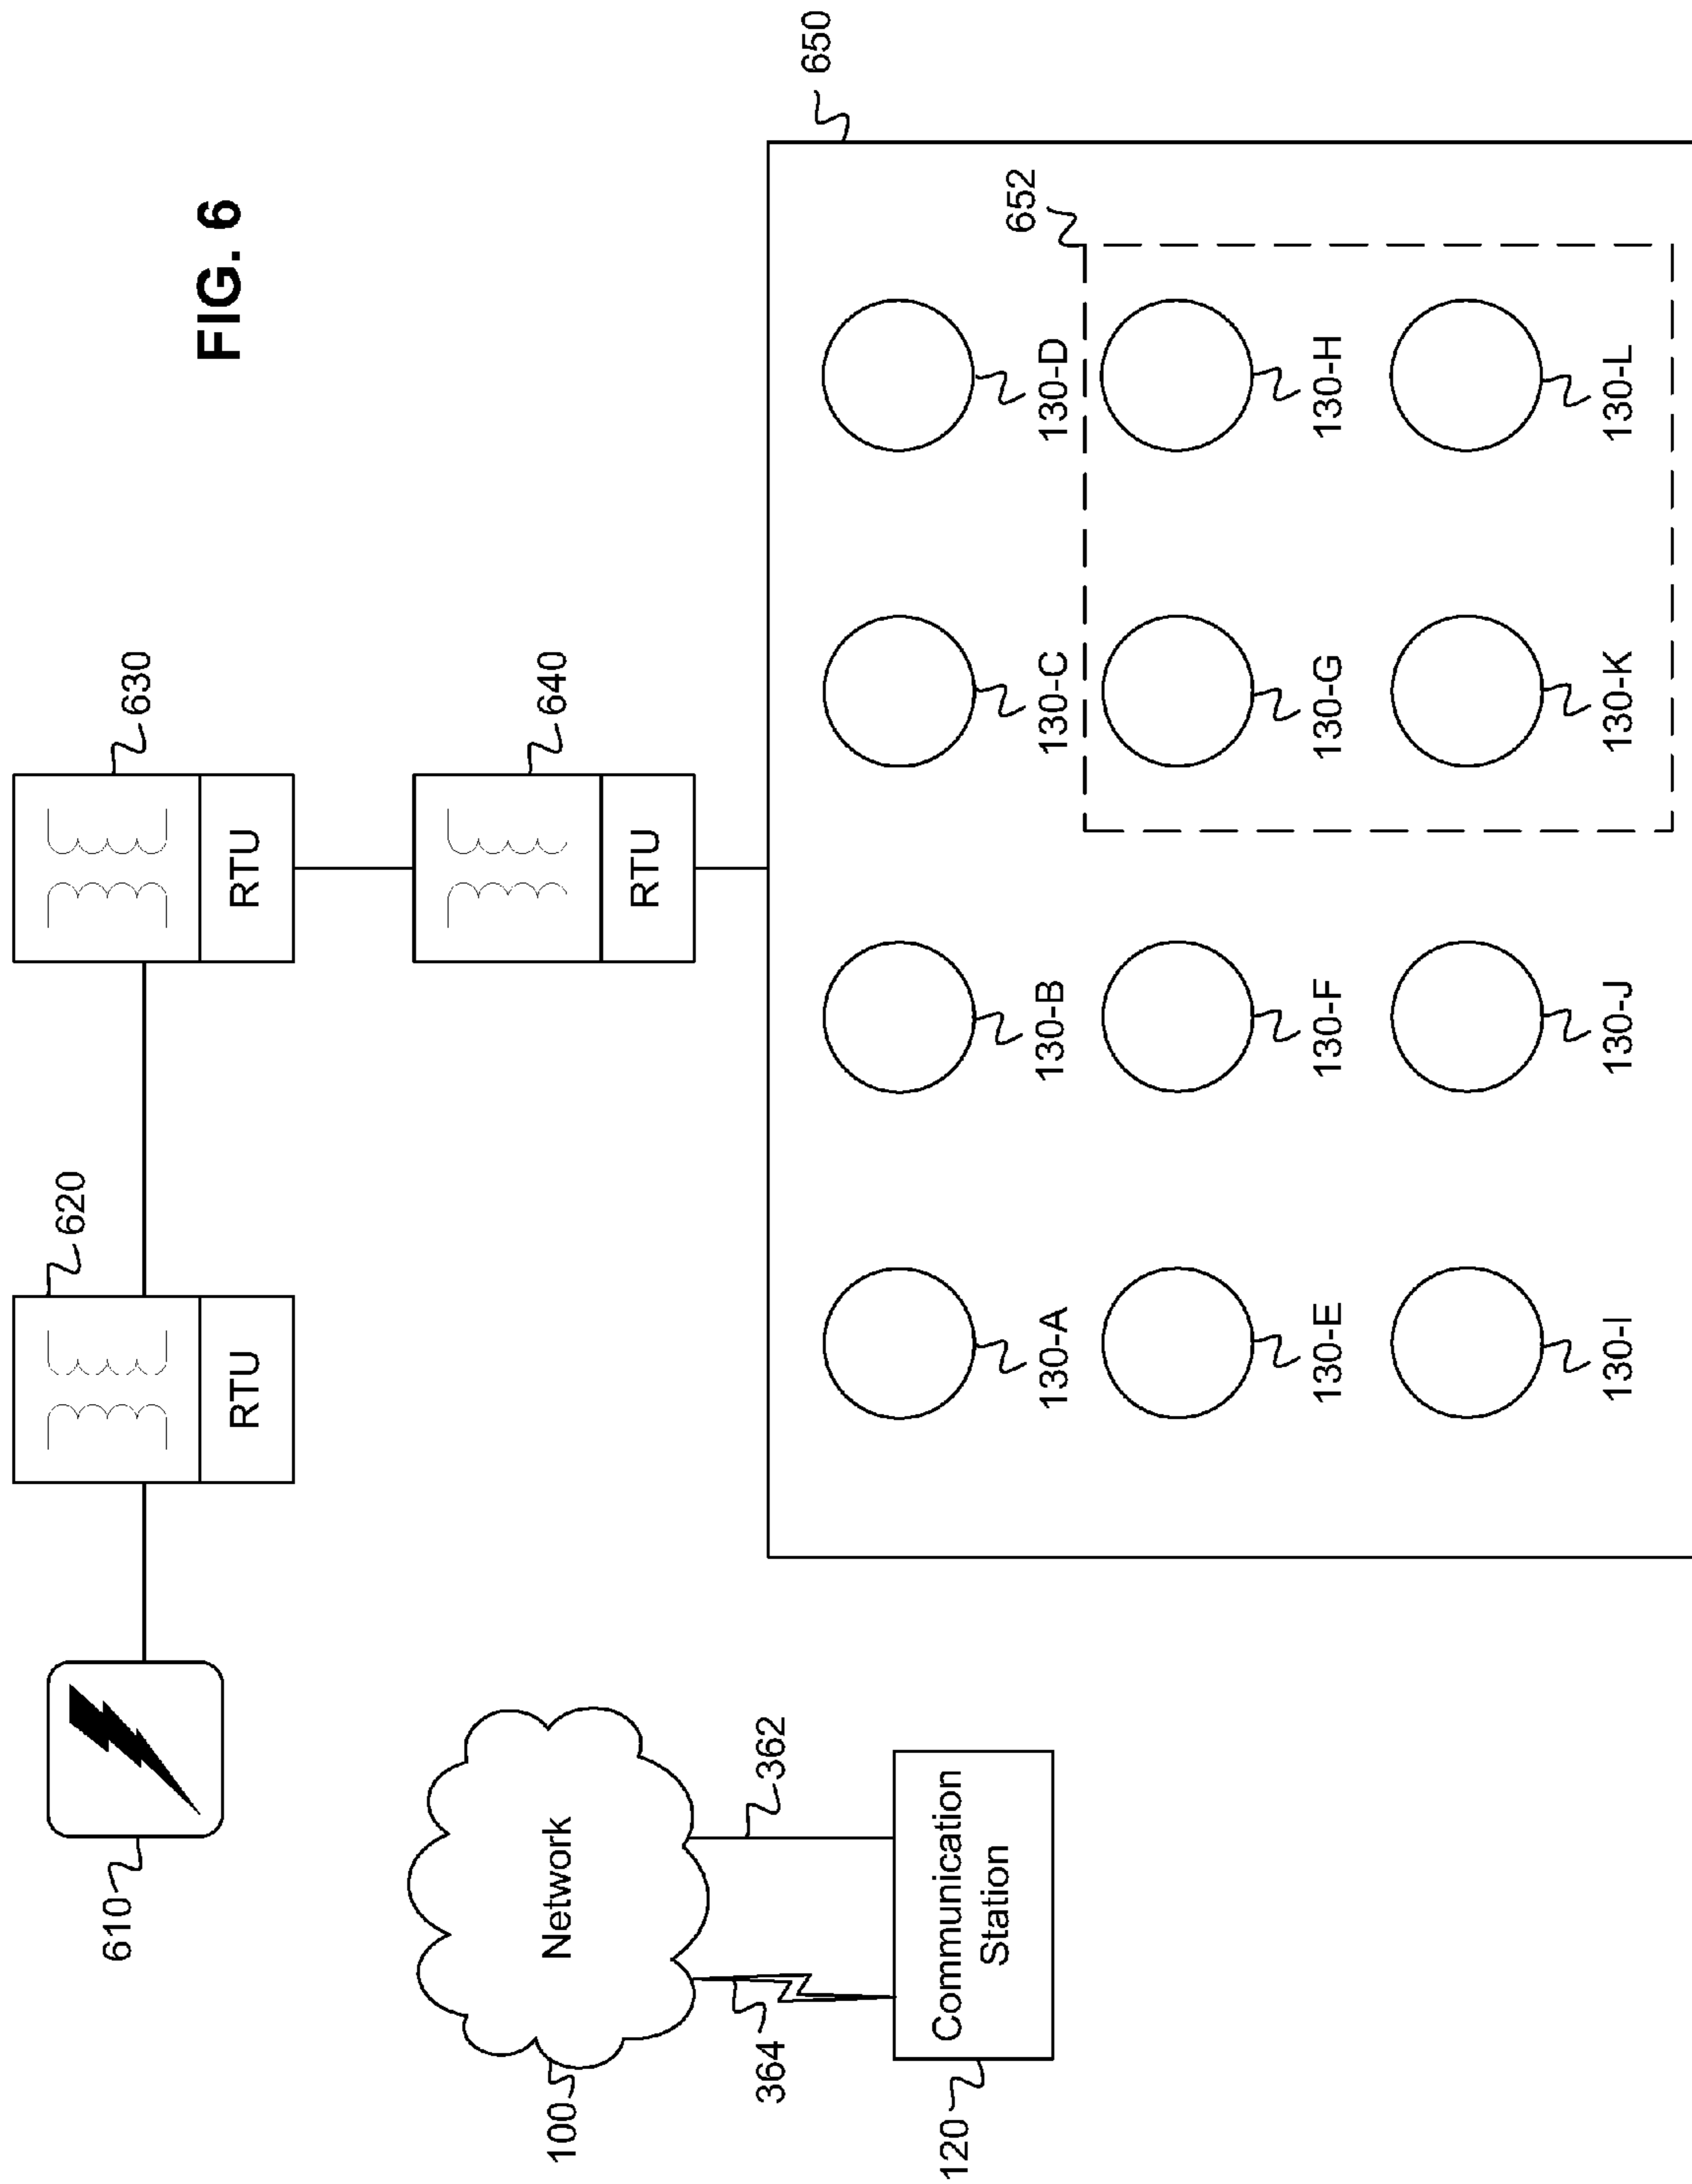 610
620
630
FIG. 6
RTU
RTU
100
Network
640
RTU
364
362
650
120
Communication
Station
130-A
130-B
130-C
130-D
652
130-E
130-F
130-G
130-H
130-I
130-J
130-K
130-L